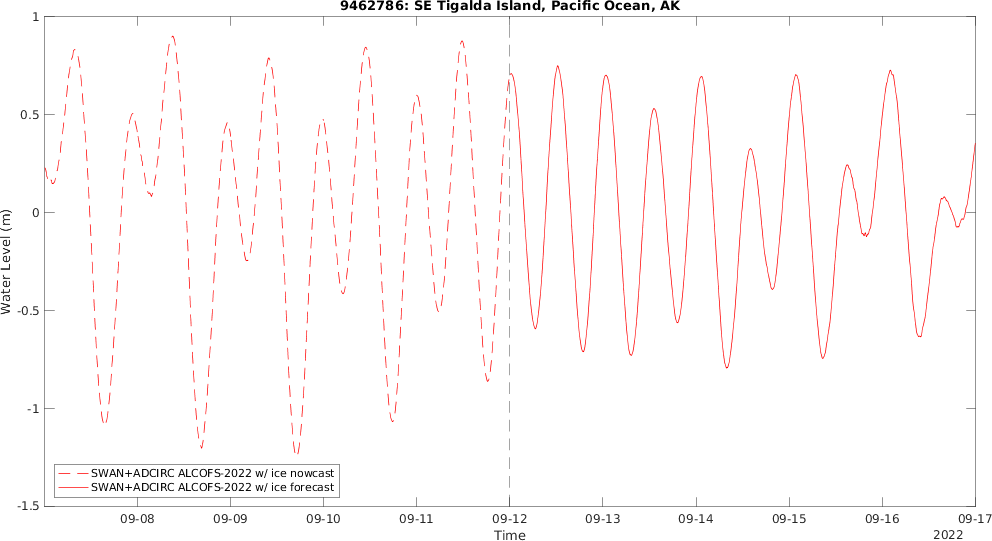 9462786: SE Tigalda Island, Pacific Ocean, AK
1
0.5
0
-0.5
-1
-1.5
Water Level (m)
SWAN+ADCIRC ALCOFS-2022 w/ ice nowcast
SWAN+ADCIRC ALCOFS-2022 w/ ice forecast
09-08 09-09 09-10 09-11 09-12 09-13 09-14 09-15 09-16 09-17
Time
2022